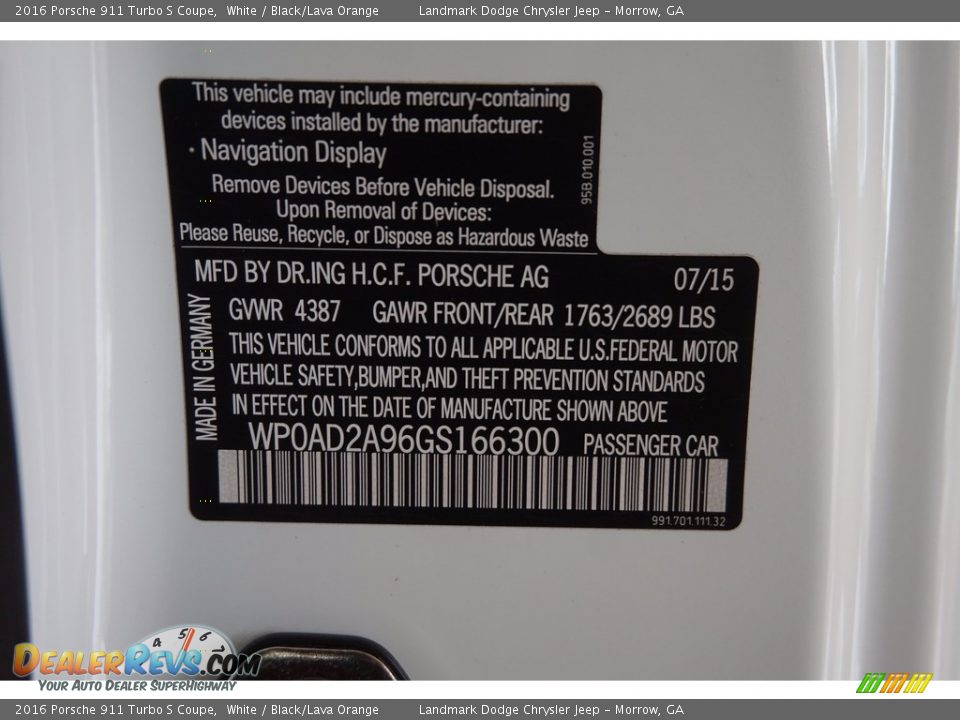 2016 Porsche 911 Turbo S Coupe, White / Black/Lava Orange Landmark Dodge Chrysler Jeep - Morrow, GA
This vehicle may include mercury-containing
devices installed by the manufacturer:
· Navigation Display
Remove Devices Before Vehicle Disposal.
Upon Removal of Devices:
Please Reuse, Recycle, or Dispose as Hazardous Waste
95B.010.001
MFD BY DR.ING H.C.F. PORSCHE AG 07/15
GVWR 4387 GAWR FRONT/REAR 1763/2689 LBS
THIS VEHICLE CONFORMS TO ALL APPLICABLE U.S.FEDERAL MOTOR
VEHICLE SAFETY,BUMPER,AND THEFT PREVENTION STANDARDS
IN EFFECT ON THE DATE OF MANUFACTURE SHOWN ABOVE
MADE IN GERMANY
WP0AD2A96GS166300 PASSENGER CAR
991.701.111.32
4 5 6
DEALERREVS.COM
YOUR AUTO DEALER SUPERHIGHWAY
2016 Porsche 911 Turbo S Coupe, White / Black/Lava Orange Landmark Dodge Chrysler Jeep - Morrow, GA